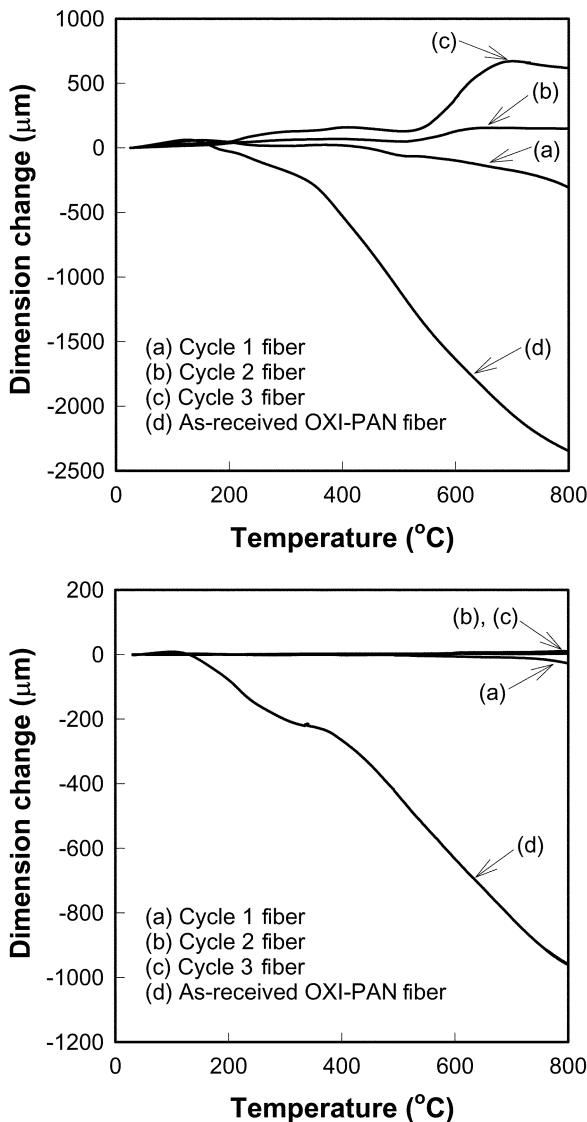 1000
500
0
-500
-1000
-1500
-2000
-2500
Dimension change (μm)
(c)
(b)
(a)
(d)
(a) Cycle 1 fiber
(b) Cycle 2 fiber
(c) Cycle 3 fiber
(d) As-received OXI-PAN fiber
0 200 400 600 800
Temperature (°C)
200
0
-200
-400
-600
-800
-1000
-1200
Dimension change (μm)
(b), (c)
(a)
(d)
(a) Cycle 1 fiber
(b) Cycle 2 fiber
(c) Cycle 3 fiber
(d) As-received OXI-PAN fiber
0 200 400 600 800
Temperature (°C)